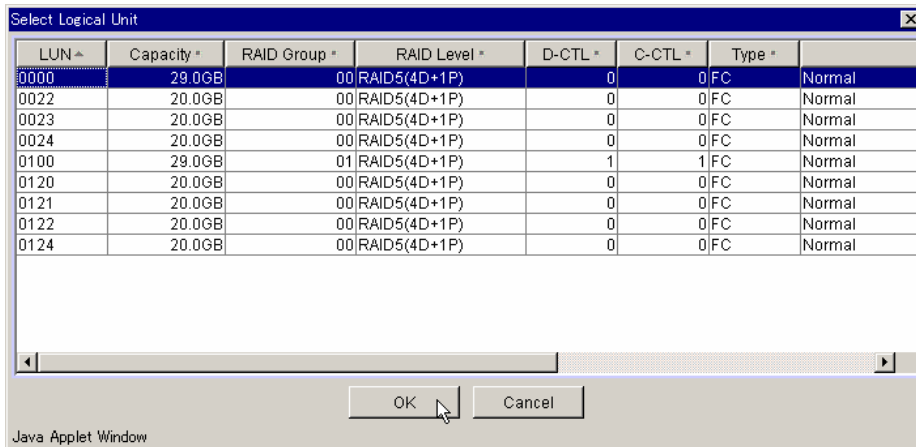 Select Logical Unit
LUN Capacity RAID Group RAID Level D-CTL C-CTL Type
0000 29.0GB 00 RAID5(4D+1P) 0 0 FC Normal
0022 20.0GB 00 RAID5(4D+1P) 0 0 FC Normal
0023 20.0GB 00 RAID5(4D+1P) 0 0 FC Normal
0024 20.0GB 00 RAID5(4D+1P) 0 0 FC Normal
0100 29.0GB 01 RAID5(4D+1P) 1 1 FC Normal
0120 20.0GB 00 RAID5(4D+1P) 0 0 FC Normal
0121 20.0GB 00 RAID5(4D+1P) 0 0 FC Normal
0122 20.0GB 00 RAID5(4D+1P) 0 0 FC Normal
0124 20.0GB 00 RAID5(4D+1P) 0 0 FC Normal
OK Cancel
Java Applet Window